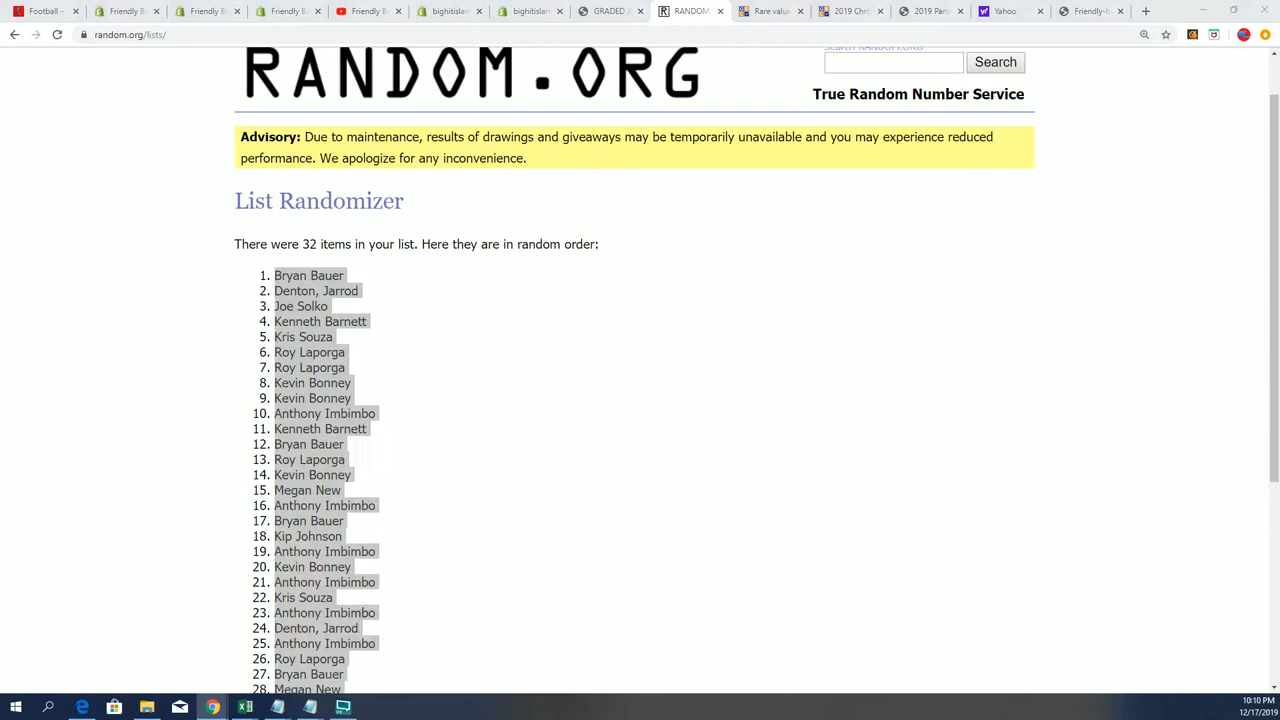 Football –
Friendly B
Friendly B
Friendly B
Friendly B
bighitislan
bighitislan
GRADED
RANDOM
Rare value
2019 Chro
2019 Pani
Yahoo
Friendly-B
random.org/lists/
RANDOM.ORG
Search RANDOM.ORG
Search
True Random Number Service
Advisory: Due to maintenance, results of drawings and giveaways may be temporarily unavailable and you may experience reduced
performance. We apologize for any inconvenience.
List Randomizer
There were 32 items in your list. Here they are in random order:
1. Bryan Bauer
2. Denton, Jarrod
3. Joe Solko
4. Kenneth Barnett
5. Kris Souza
6. Roy Laporga
7. Roy Laporga
8. Kevin Bonney
9. Kevin Bonney
10. Anthony Imbimbo
11. Kenneth Barnett
12. Bryan Bauer
13. Roy Laporga
14. Kevin Bonney
15. Megan New
16. Anthony Imbimbo
17. Bryan Bauer
18. Kip Johnson
19. Anthony Imbimbo
20. Kevin Bonney
21. Anthony Imbimbo
22. Kris Souza
23. Anthony Imbimbo
24. Denton, Jarrod
25. Anthony Imbimbo
26. Roy Laporga
27. Bryan Bauer
28. Megan New
10:10 PM
12/17/2019